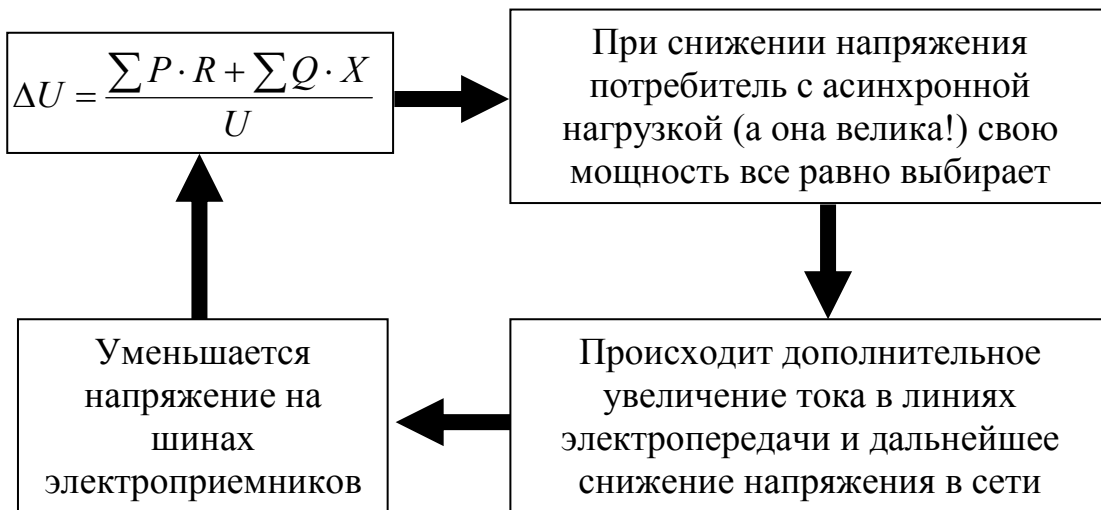 ΔU = (∑P·R + ∑Q·X) / U
При снижении напряжения
потребитель с асинхронной
нагрузкой (а она велика!) свою
мощность все равно выбирает
Уменьшается
напряжение на
шинах
электроприемников
Происходит дополнительное
увеличение тока в линиях
электропередачи и дальнейшее
снижение напряжения в сети